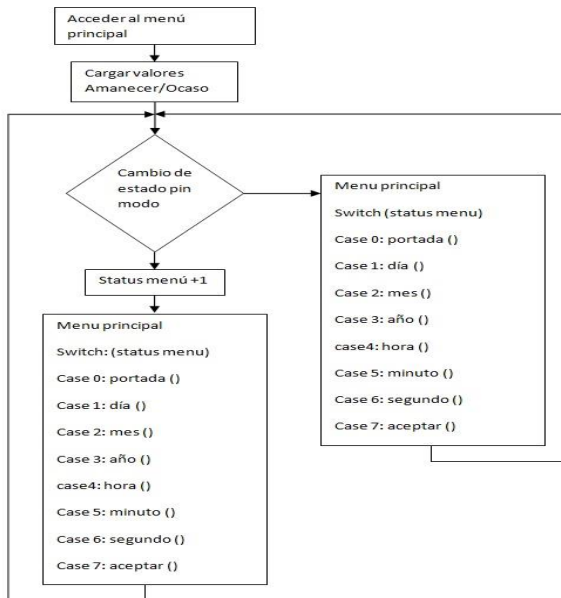 Acceder al menú
principal
Cargar valores
Amanecer/Ocaso
Cambio de
estado pin
modo
Status menú +1
Menu principal
Switch: (status menu)
Case 0: portada ()
Case 1: día ()
Case 2: mes ()
Case 3: año ()
case4: hora ()
Case 5: minuto ()
Case 6: segundo ()
Case 7: aceptar ()
Menu principal
Switch (status menu)
Case 0: portada ()
Case 1: día ()
Case 2: mes ()
Case 3: año ()
case4: hora ()
Case 5: minuto ()
Case 6: segundo ()
Case 7: aceptar ()